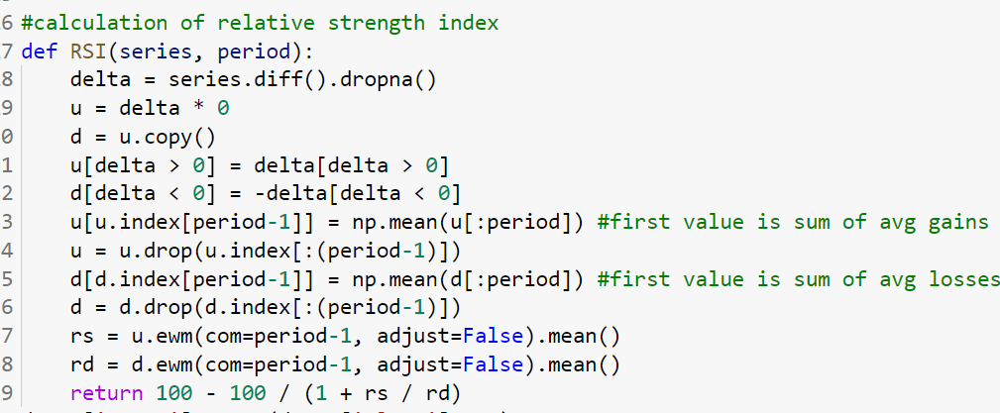 6 #calculation of relative strength index
7 def RSI(series, period):
8     delta = series.diff().dropna()
9     u = delta * 0
0     d = u.copy()
1     u[delta > 0] = delta[delta > 0]
2     d[delta < 0] = -delta[delta < 0]
3     u[u.index[period-1]] = np.mean(u[:period]) #first value is sum of avg gains
4     u = u.drop(u.index[:(period-1)])
5     d[d.index[period-1]] = np.mean(d[:period]) #first value is sum of avg losses
6     d = d.drop(d.index[:(period-1)])
7     rs = u.ewm(com=period-1, adjust=False).mean()
8     rd = d.ewm(com=period-1, adjust=False).mean()
9     return 100 - 100 / (1 + rs / rd)